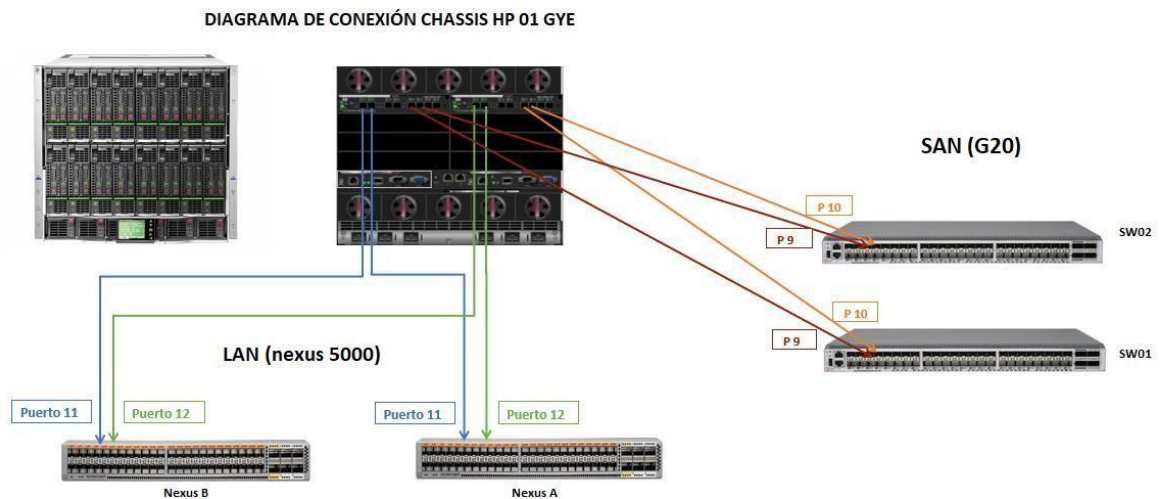 DIAGRAMA DE CONEXIÓN CHASSIS HP 01 GYE
SAN (G20)
P 10
P 9
SW02
P 10
P 9
SW01
LAN (nexus 5000)
Puerto 11
Puerto 12
Puerto 11
Puerto 12
Nexus B
Nexus A